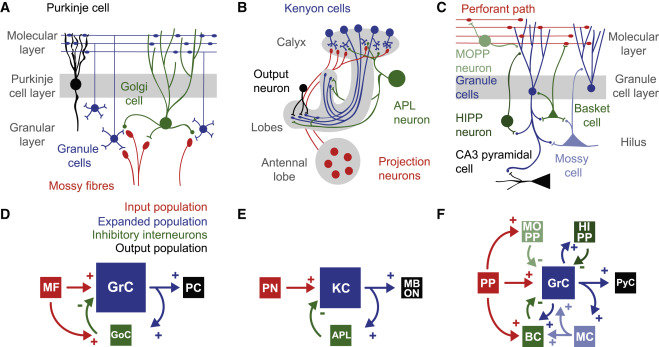 A
Purkinje cell
Molecular
layer
Purkinje
cell layer
Granular
layer
Golgi
cell
Granule
cells
Mossy fibres
B
Kenyon cells
Calyx
Output
neuron
APL
neuron
Lobes
Antennal
lobe
Projection
neurons
C
Perforant path
MOPP
neuron
Granule
cells
HIPP
neuron
CA3 pyramidal
cell
Molecular
layer
Granule
cell layer
Basket
cell
Mossy
cell
Hilus
D
Input population
Expanded population
Inhibitory interneurons
Output population
MF
+
GrC
+
PC
-
+
+
GoC
E
PN
+
KC
+
MB
ON
-
+
APL
F
+
MO
PP
HI
PP
+
-
-
PP
+
GrC
+
PyC
-
+
+
+
+
BC
+
MC